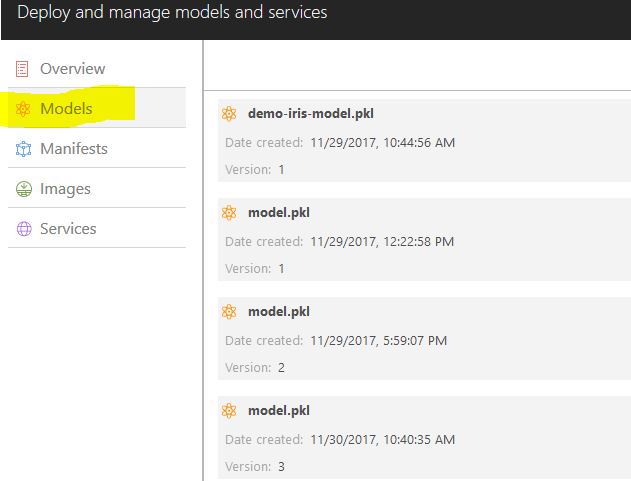 Deploy and manage models and services
Overview
Models
Manifests
Images
Services
demo-iris-model.pkl
Date created: 11/29/2017, 10:44:56 AM
Version: 1
model.pkl
Date created: 11/29/2017, 12:22:58 PM
Version: 1
model.pkl
Date created: 11/29/2017, 5:59:07 PM
Version: 2
model.pkl
Date created: 11/30/2017, 10:40:35 AM
Version: 3